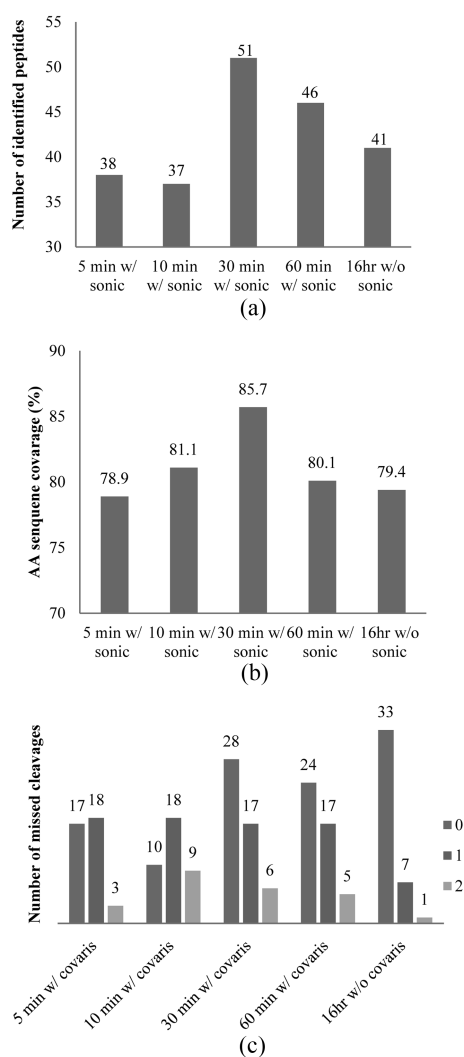 Number of identified peptides
55
50
45
40
35
30
38
37
51
46
41
5 min w/ sonic
10 min w/ sonic
30 min w/ sonic
60 min w/ sonic
16hr w/o sonic
(a)
AA senquene covarage (%)
90
85
80
75
70
78.9
81.1
85.7
80.1
79.4
5 min w/ sonic
10 min w/ sonic
30 min w/ sonic
60 min w/ sonic
16hr w/o sonic
(b)
Number of missed cleavages
17
18
3
10
18
9
28
17
6
24
17
5
33
7
1
0
1
2
5 min w/ covaris
10 min w/ covaris
30 min w/ covaris
60 min w/ covaris
16hr w/o covaris
(c)